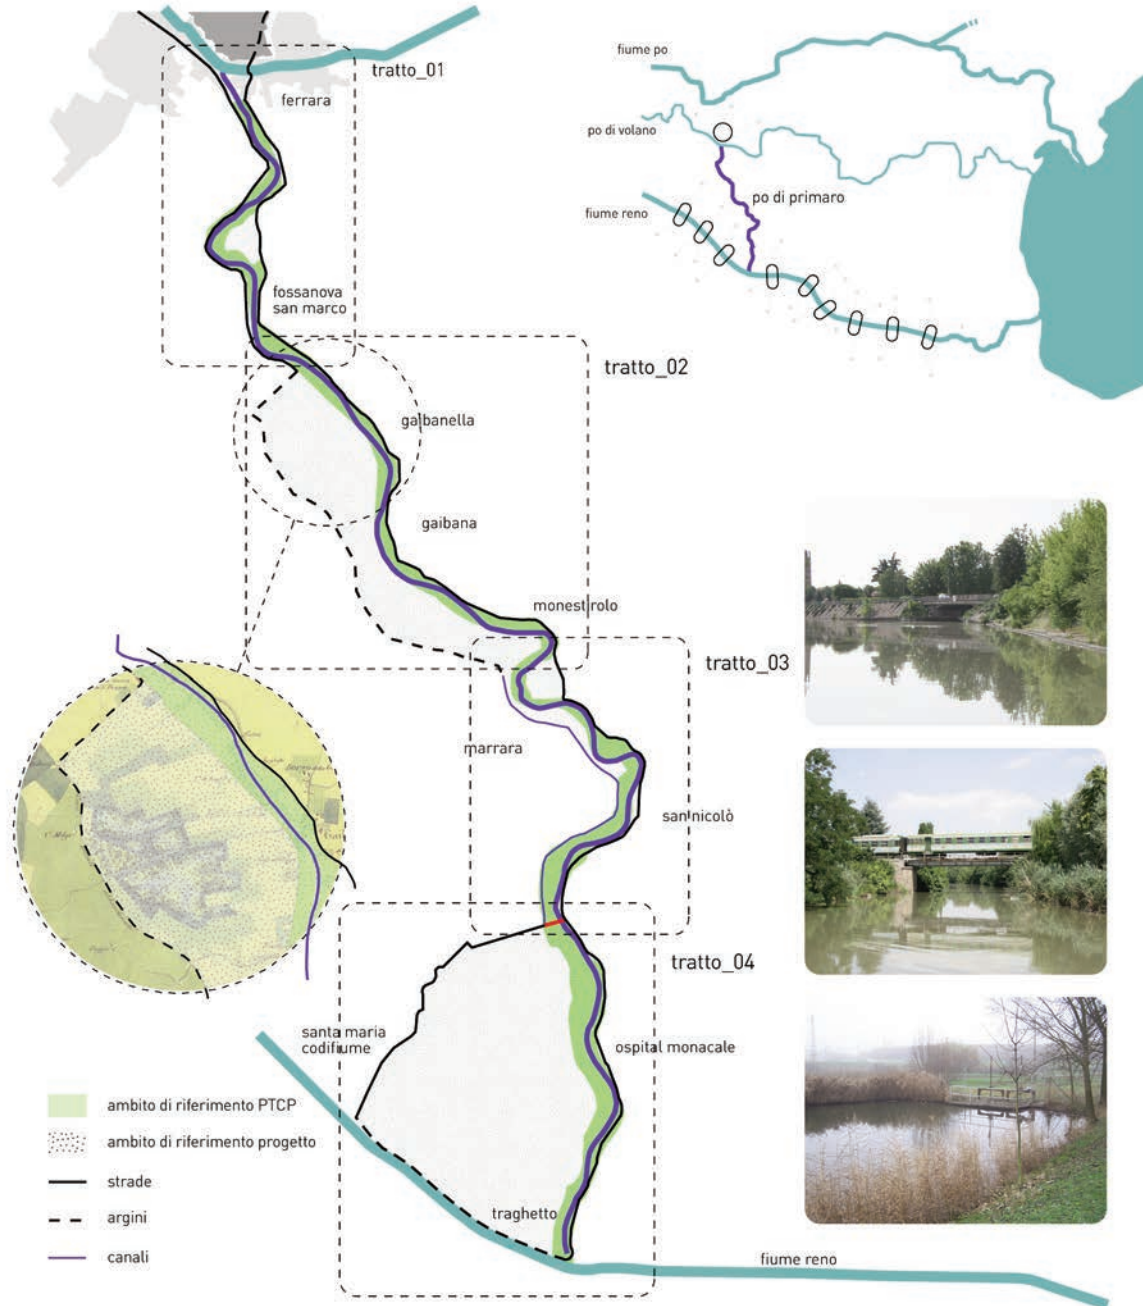 tratto_01
ferrara
fossanova
san marco
tratto_02
gaibanella
gaibana
monestirolo
tratto_03
marrara
san nicolò
tratto_04
santa maria
codifiume
ospital monacale
traghetto
fiume reno
fiume po
po di volano
po di primaro
fiume reno
ambito di riferimento PTCP
ambito di riferimento progetto
strade
argini
canali